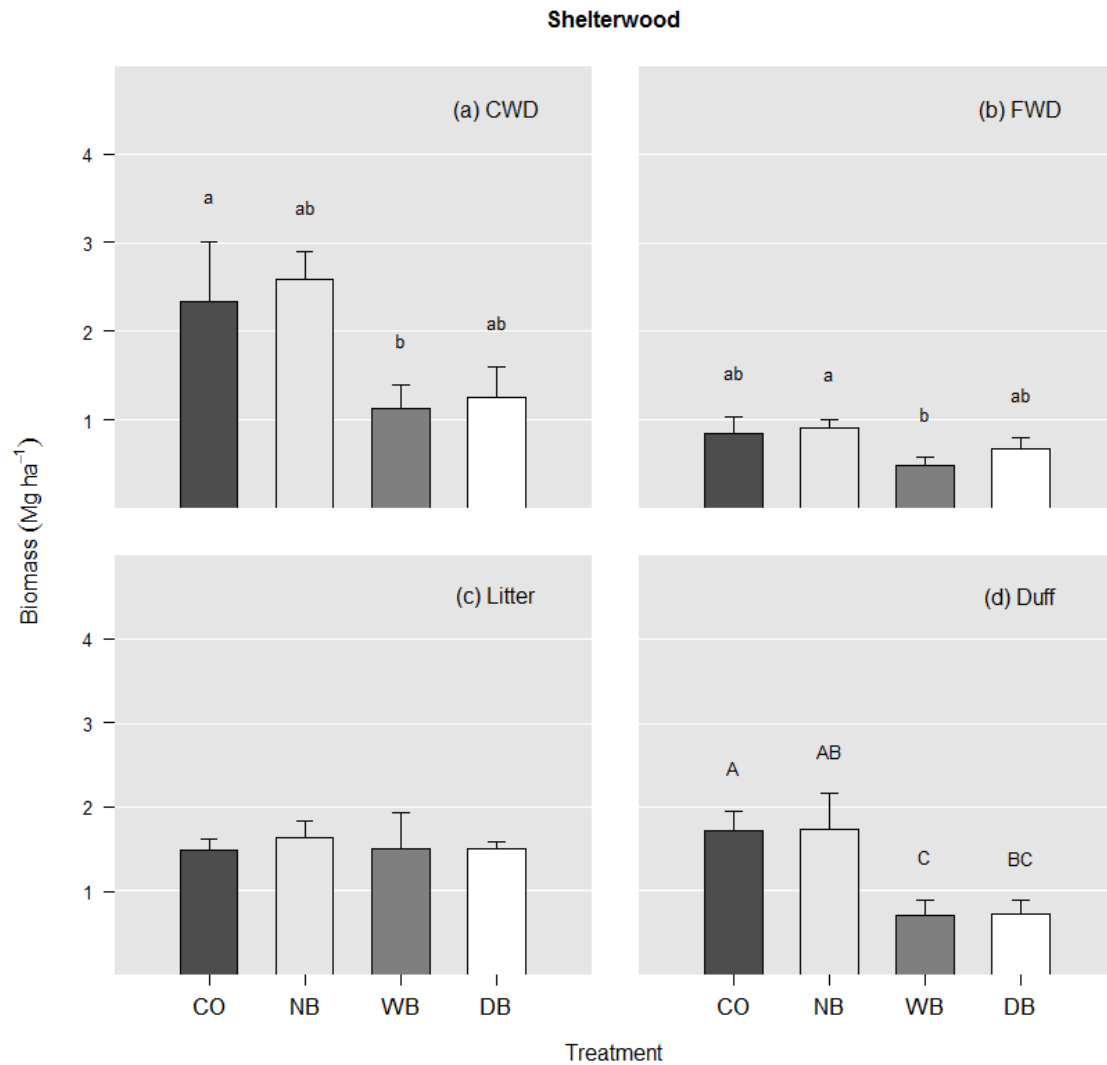 Shelterwood
(a) CWD
4
3
2
1
a
ab
b
ab
(b) FWD
ab
a
b
ab
Biomass (Mg ha⁻¹)
(c) Litter
4
3
2
1
CO NB WB DB
(d) Duff
A
AB
C
BC
CO NB WB DB
Treatment